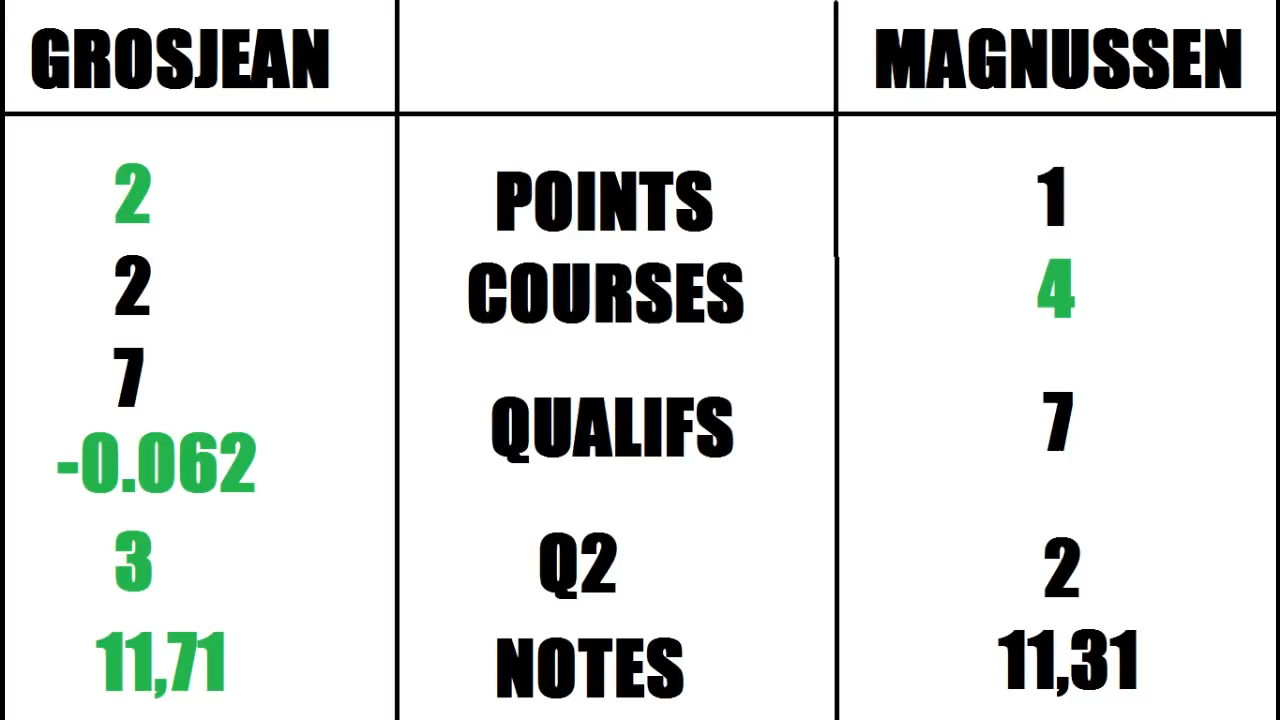 GROSJEAN MAGNUSSEN
2 POINTS 1
2 COURSES 4
7 QUALIFS 7
-0.062
3 Q2 2
11,71 NOTES 11,31